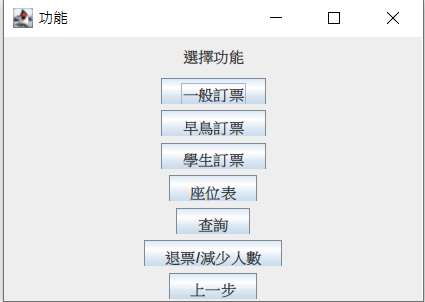 功能
選擇功能
一般訂票
早鳥訂票
學生訂票
座位表
查詢
退票/減少人數
上一步